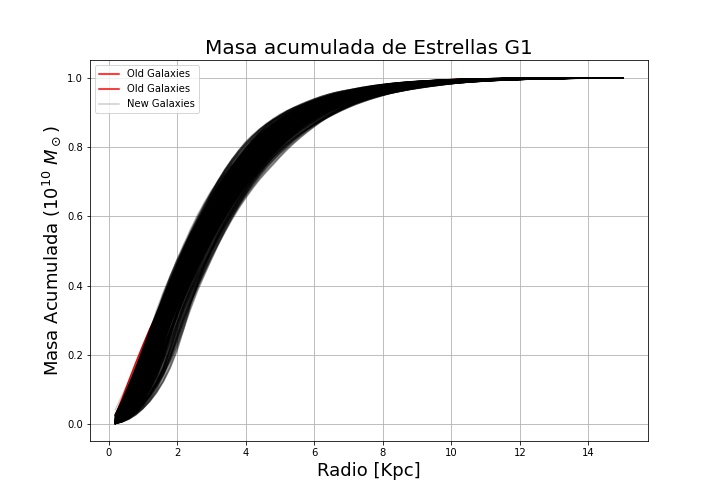 Masa acumulada de Estrellas G1
Old Galaxies
Old Galaxies
New Galaxies
Masa Acumulada (10¹⁰ M⊙)
1.0
0.8
0.6
0.4
0.2
0.0
0 2 4 6 8 10 12 14
Radio [Kpc]